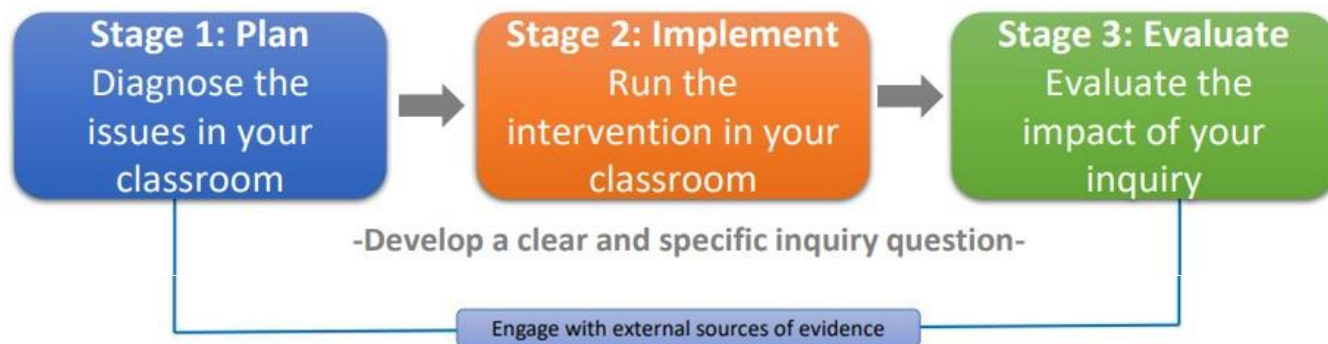 Stage 1: Plan
Diagnose the
issues in your
classroom
Stage 2: Implement
Run the
intervention in your
classroom
Stage 3: Evaluate
Evaluate the
impact of your
inquiry
-Develop a clear and specific inquiry question-
Engage with external sources of evidence